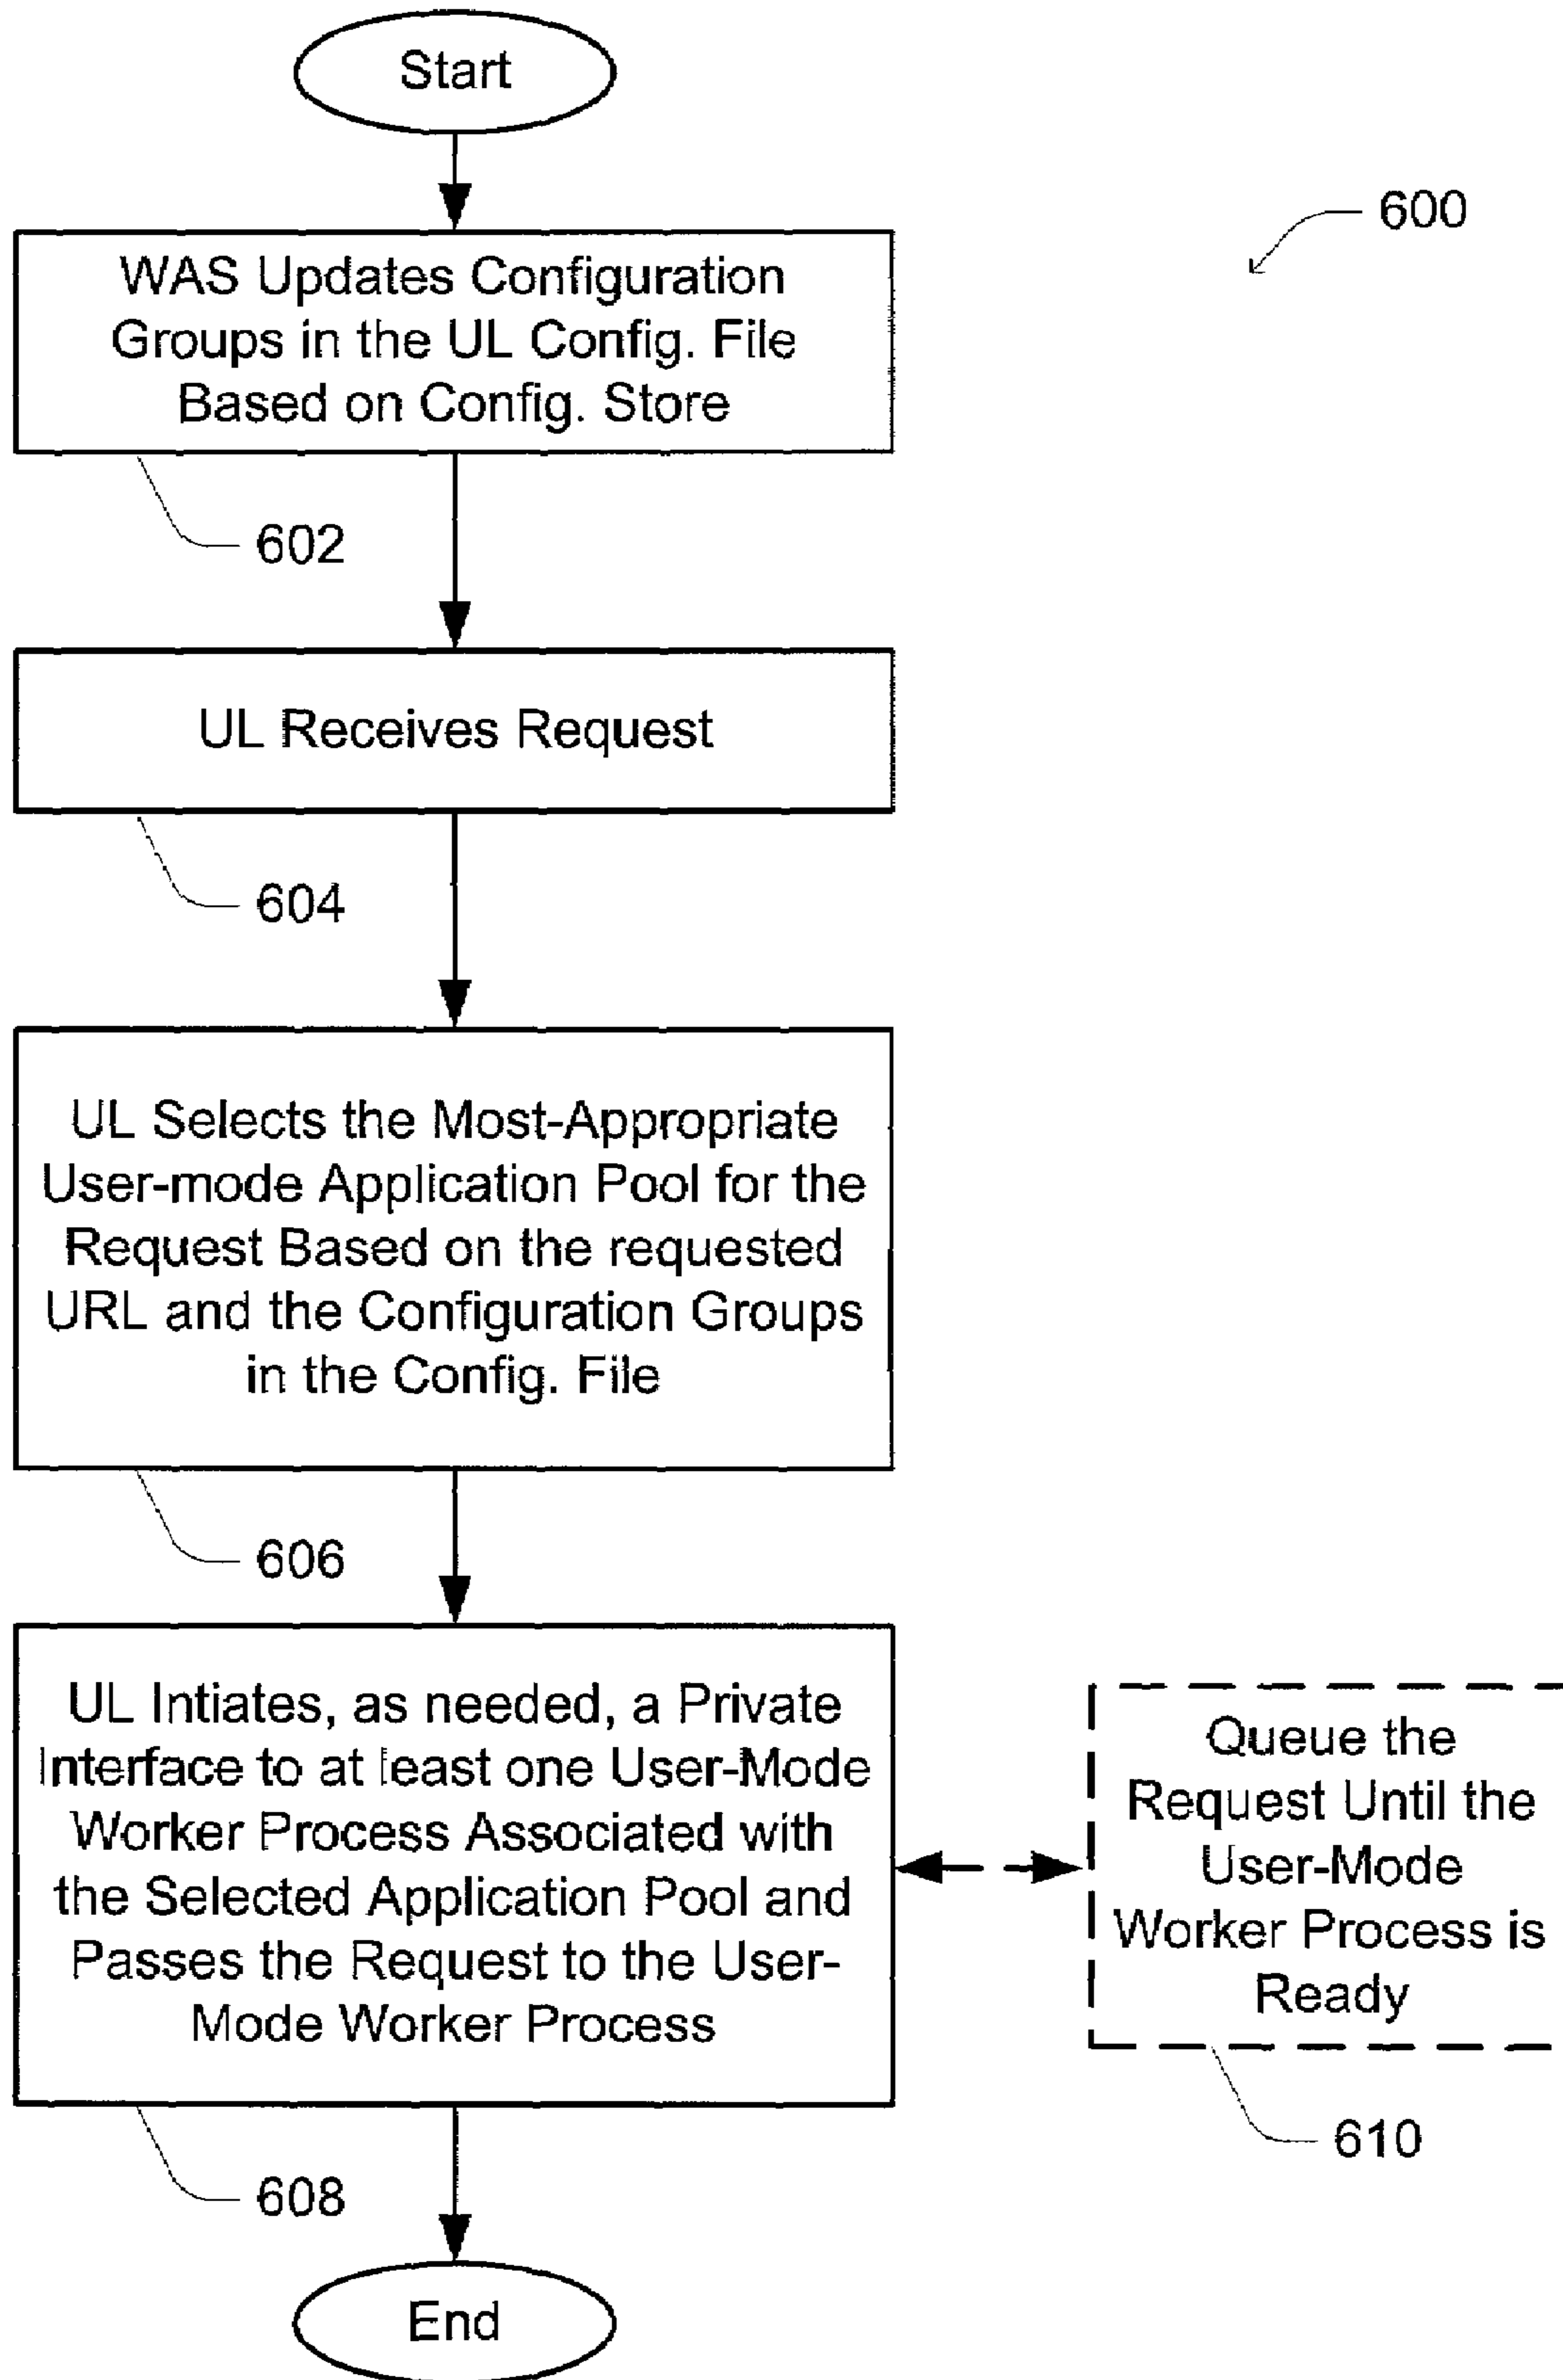 Start
600
WAS Updates Configuration
Groups in the UL Config. File
Based on Config. Store
602
UL Receives Request
604
UL Selects the Most-Appropriate
User-mode Application Pool for the
Request Based on the requested
URL and the Configuration Groups
in the Config. File
606
UL Intiates, as needed, a Private
Interface to at least one User-Mode
Worker Process Associated with
the Selected Application Pool and
Passes the Request to the User-
Mode Worker Process
608
Queue the
Request Until the
User-Mode
Worker Process is
Ready
610
End